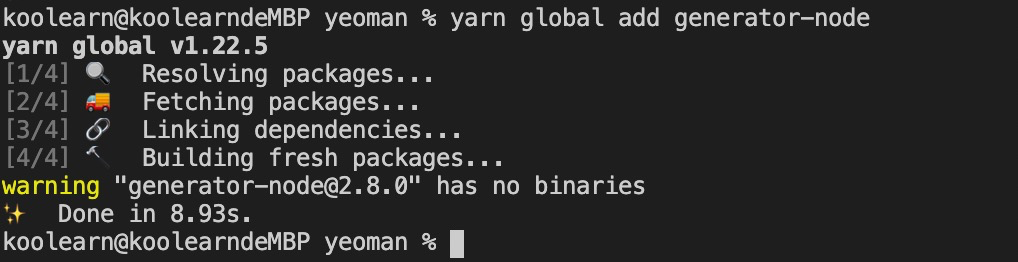 koolearn@koolearndeMBP yeoman % yarn global add generator-node
yarn global v1.22.5
[1/4] 🔍 Resolving packages...
[2/4] 🚚 Fetching packages...
[3/4] 🔗 Linking dependencies...
[4/4] 🔨 Building fresh packages...
warning "generator-node@2.8.0" has no binaries
✨ Done in 8.93s.
koolearn@koolearndeMBP yeoman %